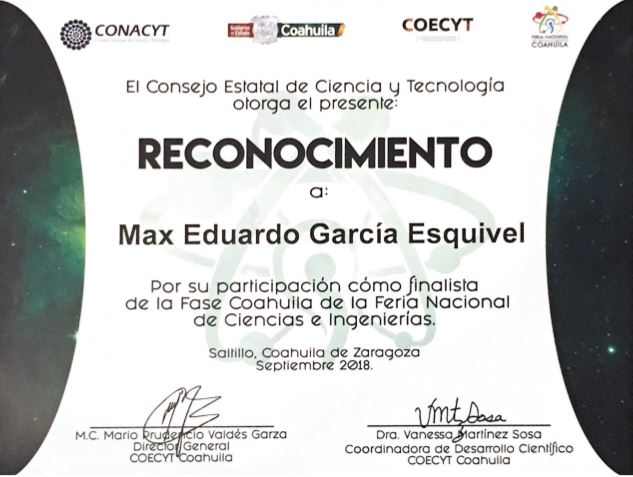 CONACYT
Gobierno de Coahuila
COECYT
FERIA NACIONAL
COAHUILA
El Consejo Estatal de Ciencia y Tecnología
otorga el presente:
RECONOCIMIENTO
a:
Max Eduardo García Esquivel
Por su participación cómo finalista
de la Fase Coahuila de la Feria Nacional
de Ciencias e Ingenierías.
Saltillo, Coahuila de Zaragoza
Septiembre 2018.
VMtz Sosa
M.C. Mario Prudencio Valdés Garza
Director General
COECYT Coahuila
Dra. Vanessa Martínez Sosa
Coordinadora de Desarrollo Científico
COECYT Coahuila